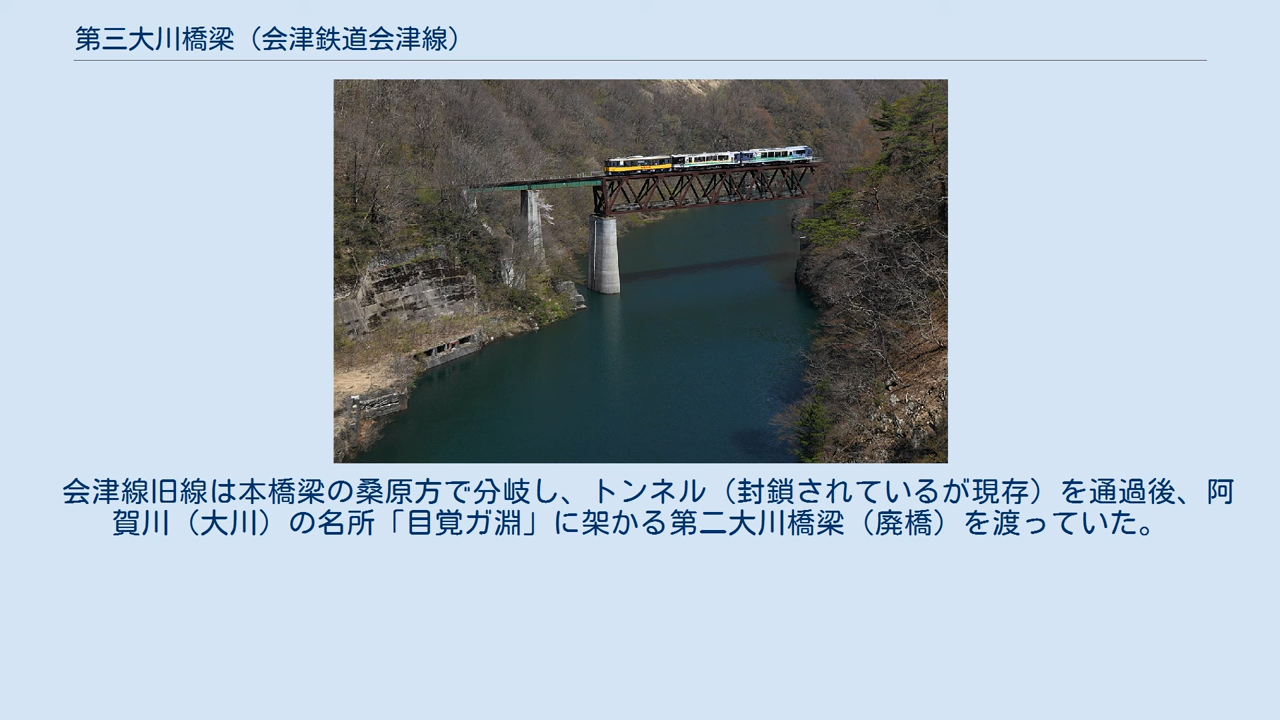 第三大川橋梁（会津鉄道会津線）
会津線旧線は本橋梁の桑原方で分岐し、トンネル（封鎖されているが現存）を通過後、阿
賀川（大川）の名所「目覚ガ淵」に架かる第二大川橋梁（廃橋）を渡っていた。